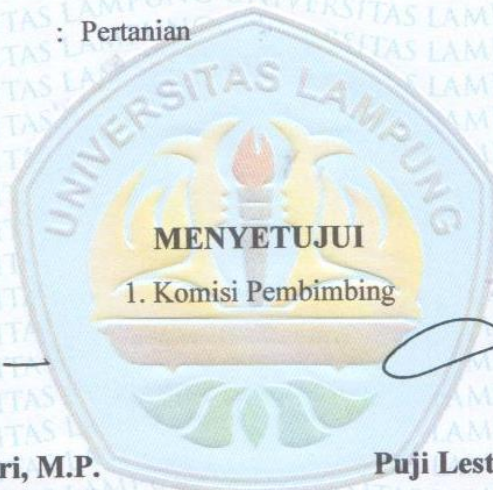 : Pertanian
UNIVERSITAS LAMPUNG
MENYETUJUI
1. Komisi Pembimbing
ri, M.P.
Puji Lest